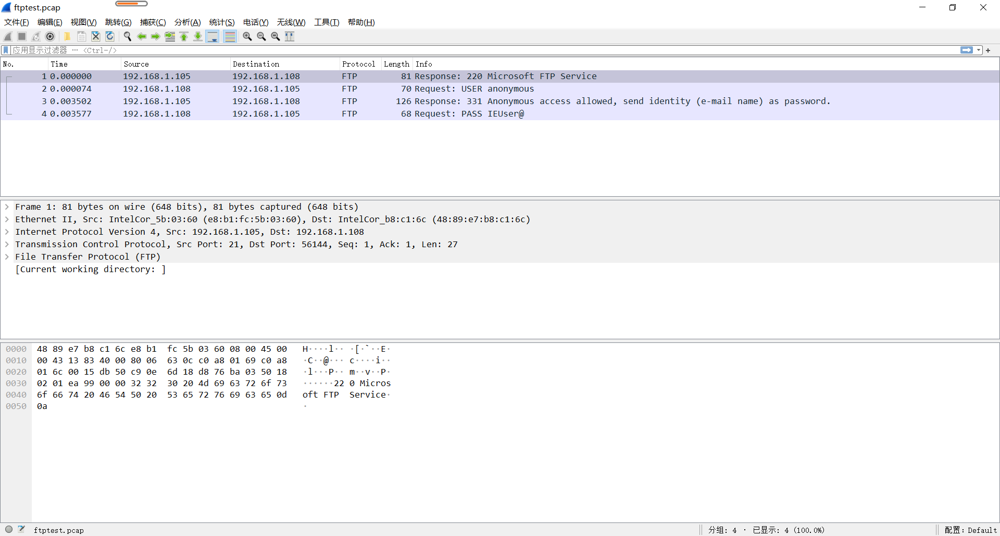 ftptest.pcap
文件(F) 编辑(E) 视图(V) 跳转(G) 捕获(C) 分析(A) 统计(S) 电话(Y) 无线(W) 工具(T) 帮助(H)
应用显示过滤器 … <Ctrl-/>
No. Time Source Destination Protocol Length Info
1 0.000000 192.168.1.105 192.168.1.108 FTP 81 Response: 220 Microsoft FTP Service
2 0.000074 192.168.1.108 192.168.1.105 FTP 70 Request: USER anonymous
3 0.003502 192.168.1.105 192.168.1.108 FTP 126 Response: 331 Anonymous access allowed, send identity (e-mail name) as password.
4 0.003577 192.168.1.108 192.168.1.105 FTP 68 Request: PASS IEUser@
Frame 1: 81 bytes on wire (648 bits), 81 bytes captured (648 bits)
Ethernet II, Src: IntelCor_5b:03:60 (e8:b1:fc:5b:03:60), Dst: IntelCor_b8:c1:6c (48:89:e7:b8:c1:6c)
Internet Protocol Version 4, Src: 192.168.1.105, Dst: 192.168.1.108
Transmission Control Protocol, Src Port: 21, Dst Port: 56144, Seq: 1, Ack: 1, Len: 27
File Transfer Protocol (FTP)
[Current working directory: ]
0000 48 89 e7 b8 c1 6c e8 b1 fc 5b 03 60 08 00 45 00 H····l·· ·[·`··E·
0010 00 43 13 83 40 00 80 06 63 0c c0 a8 01 69 c0 a8 ·C··@··· c····i··
0020 01 6c 00 15 db 50 c9 0e 6d 18 d8 76 ba 03 50 18 ·l···P·· m··v··P·
0030 02 01 ea 99 00 00 32 32 30 20 4d 69 63 72 6f 73 ······22 0 Micros
0040 6f 66 74 20 46 54 50 20 53 65 72 76 69 63 65 0d oft FTP Service·
0050 0a ·
ftptest.pcap 分组: 4 · 已显示: 4 (100.0%) 配置: Default